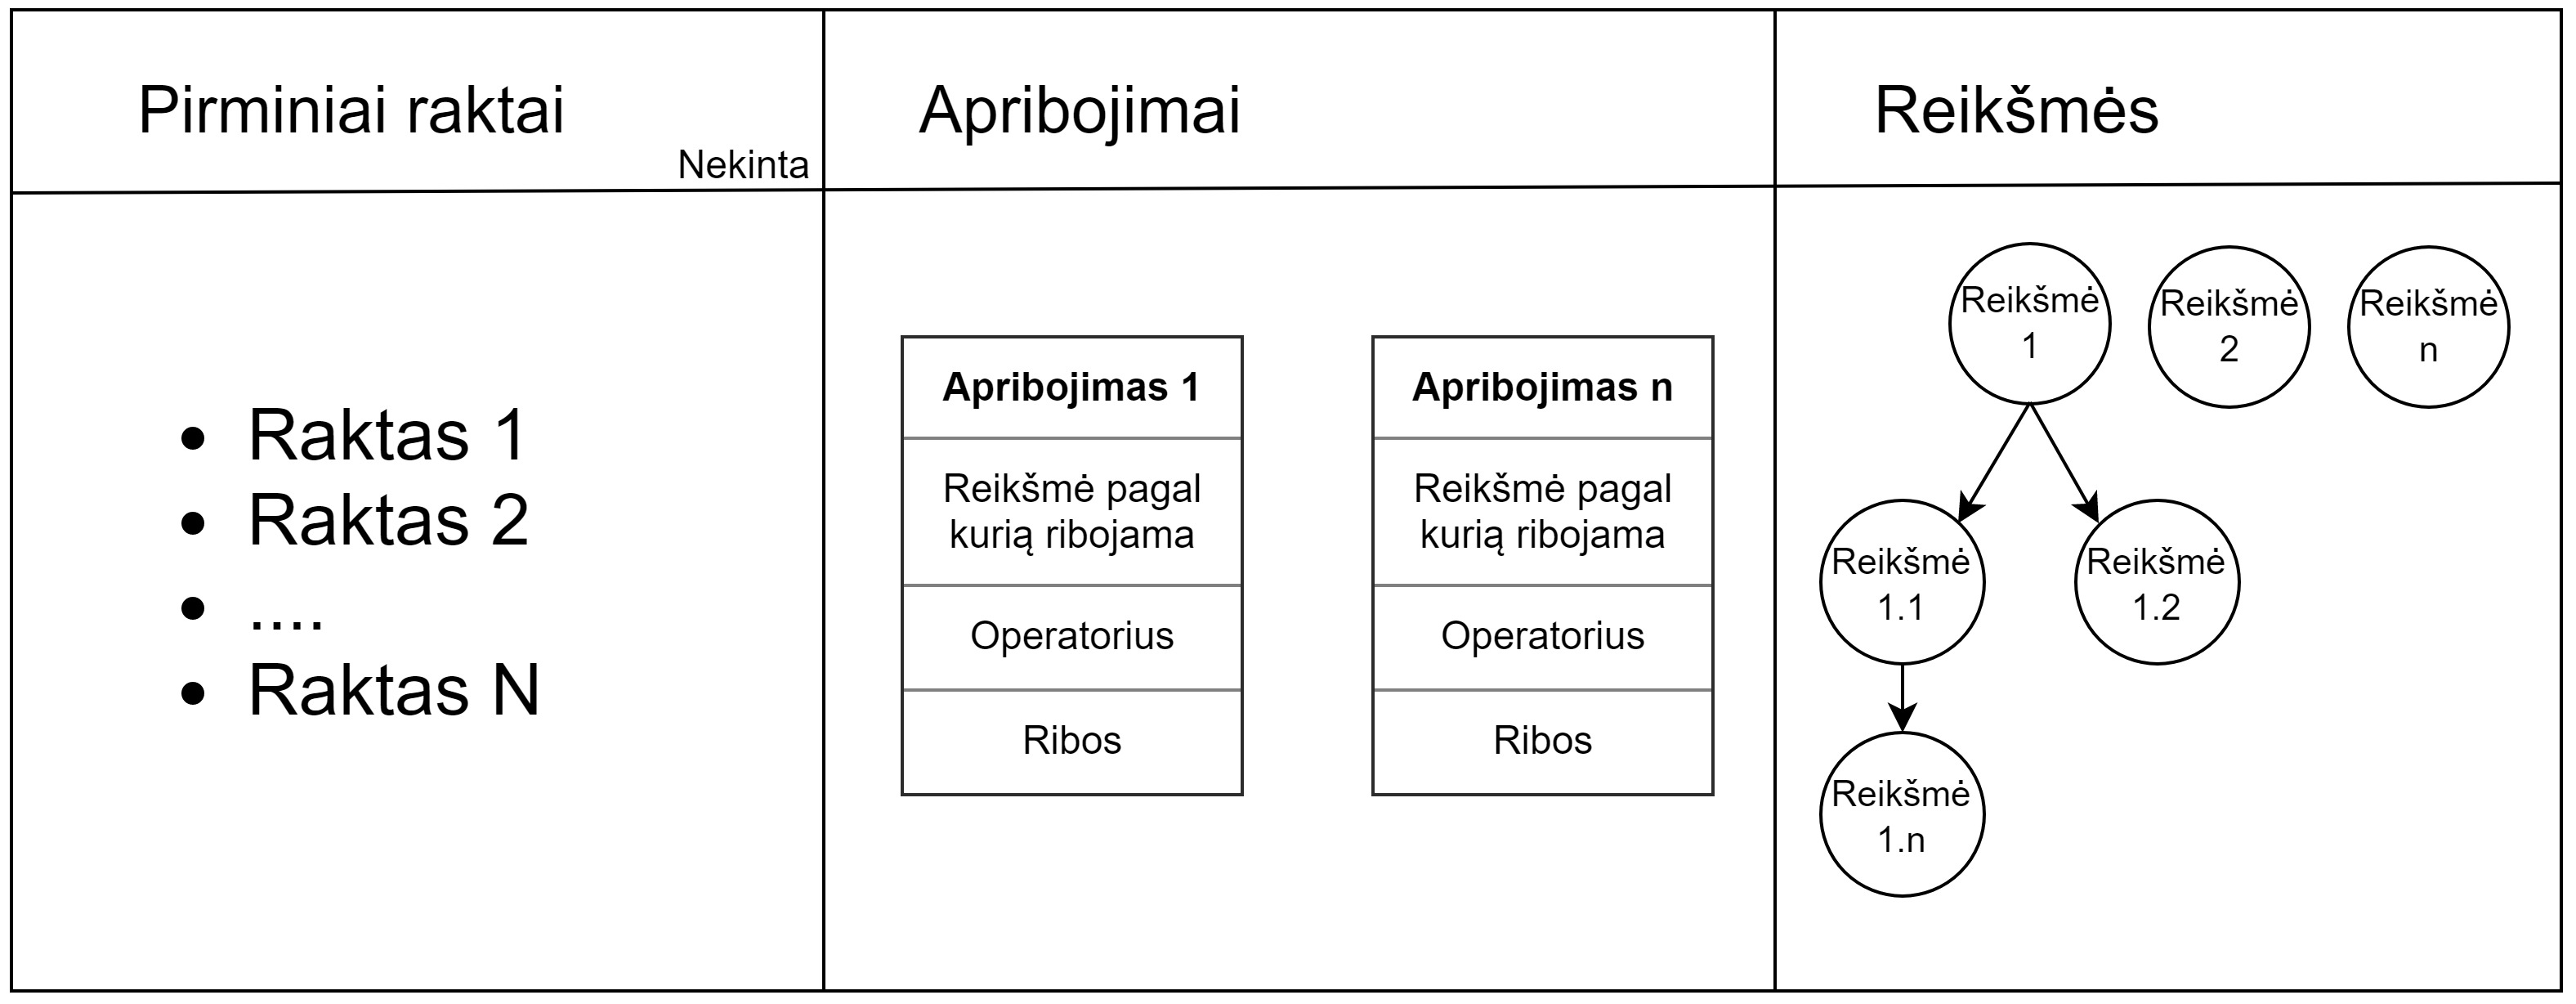 Pirminiai raktai
Nekinta
Apribojimai
Reikšmės
Raktas 1
Raktas 2
....
Raktas N
Apribojimas 1
Reikšmė pagal
kurią ribojama
Operatorius
Ribos
Apribojimas n
Reikšmė pagal
kurią ribojama
Operatorius
Ribos
Reikšmė
1
Reikšmė
2
Reikšmė
n
Reikšmė
1.1
Reikšmė
1.2
Reikšmė
1.n